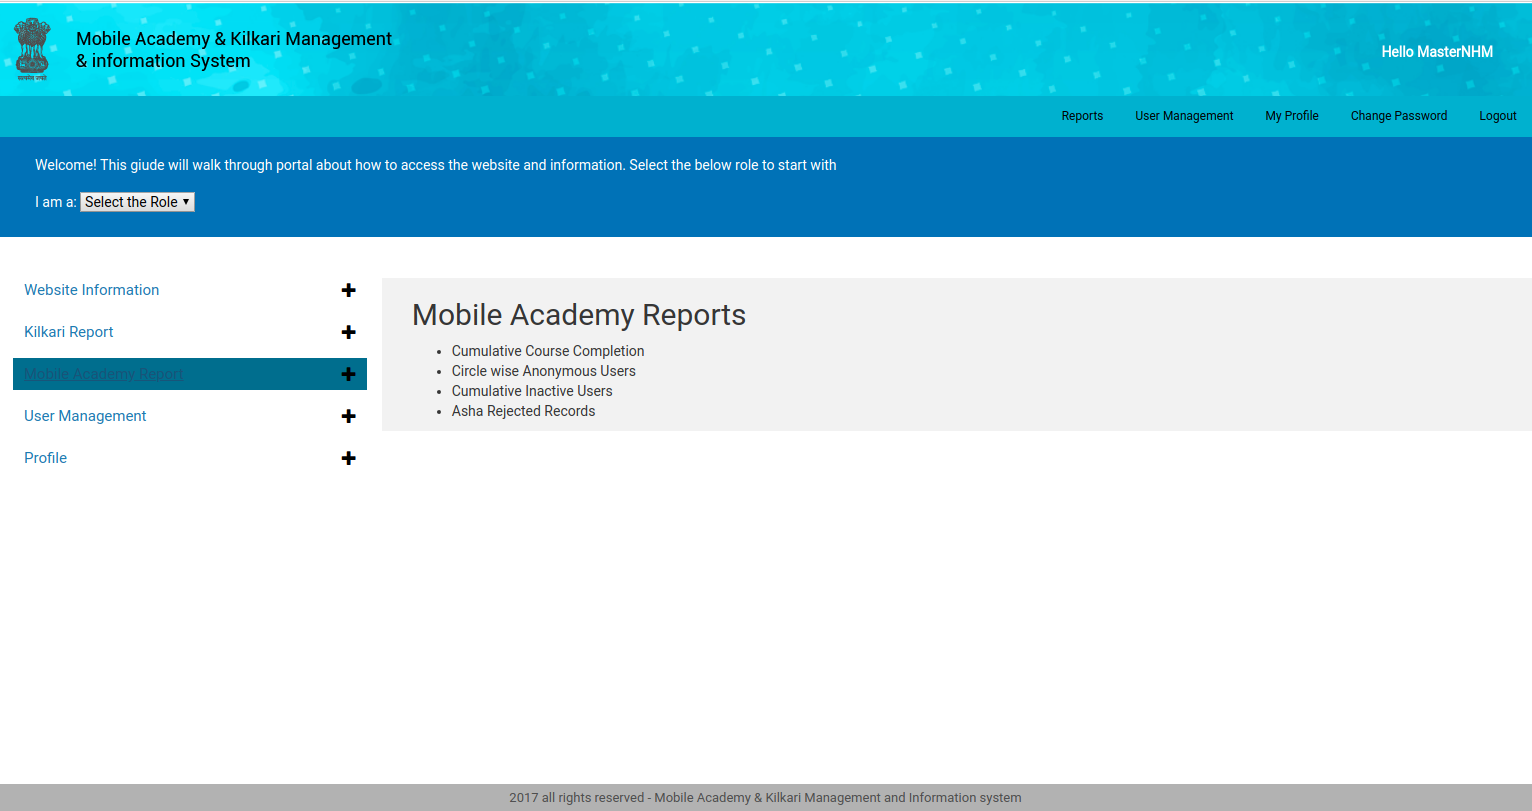 Mobile Academy & Kilkari Management
& information System
सत्यमेव जयते
Hello MasterNHM
Reports User Management My Profile Change Password Logout
Welcome! This giude will walk through portal about how to access the website and information. Select the below role to start with
I am a: Select the Role
Website Information
Kilkari Report
Mobile Academy Report
User Management
Profile
Mobile Academy Reports
Cumulative Course Completion
Circle wise Anonymous Users
Cumulative Inactive Users
Asha Rejected Records
2017 all rights reserved - Mobile Academy & Kilkari Management and Information system